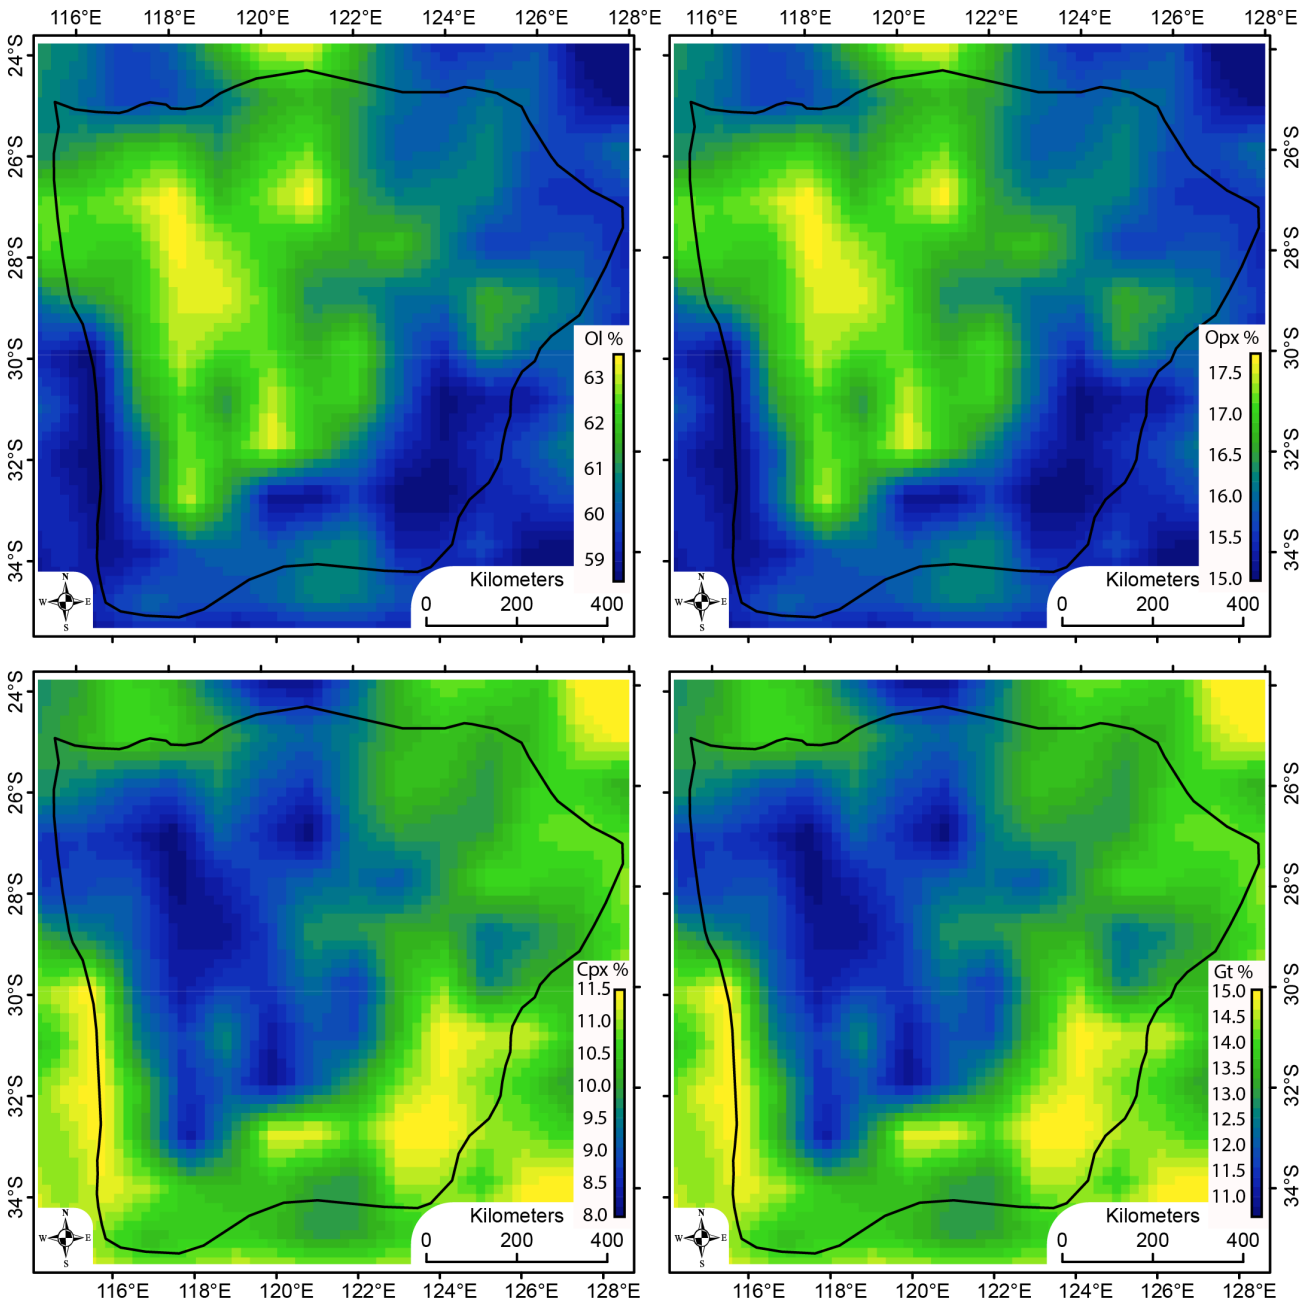 116°E 118°E 120°E 122°E 124°E 126°E 128°E
116°E 118°E 120°E 122°E 124°E 126°E 128°E
24°S
26°S
28°S
30°S
32°S
34°S
Ol %
63
62
61
60
59
N
W E
S
Kilometers
0 200 400
26°S
28°S
30°S
32°S
34°S
Opx %
17.5
17.0
16.5
16.0
15.5
15.0
N
W E
S
Kilometers
0 200 400
24°S
26°S
28°S
30°S
32°S
34°S
Cpx %
11.5
11.0
10.5
10.0
9.5
9.0
8.5
8.0
N
W E
S
Kilometers
0 200 400
26°S
28°S
30°S
32°S
34°S
Gt %
15.0
14.5
14.0
13.5
13.0
12.5
12.0
11.5
11.0
N
W E
S
Kilometers
0 200 400
116°E 118°E 120°E 122°E 124°E 126°E 128°E
116°E 118°E 120°E 122°E 124°E 126°E 128°E